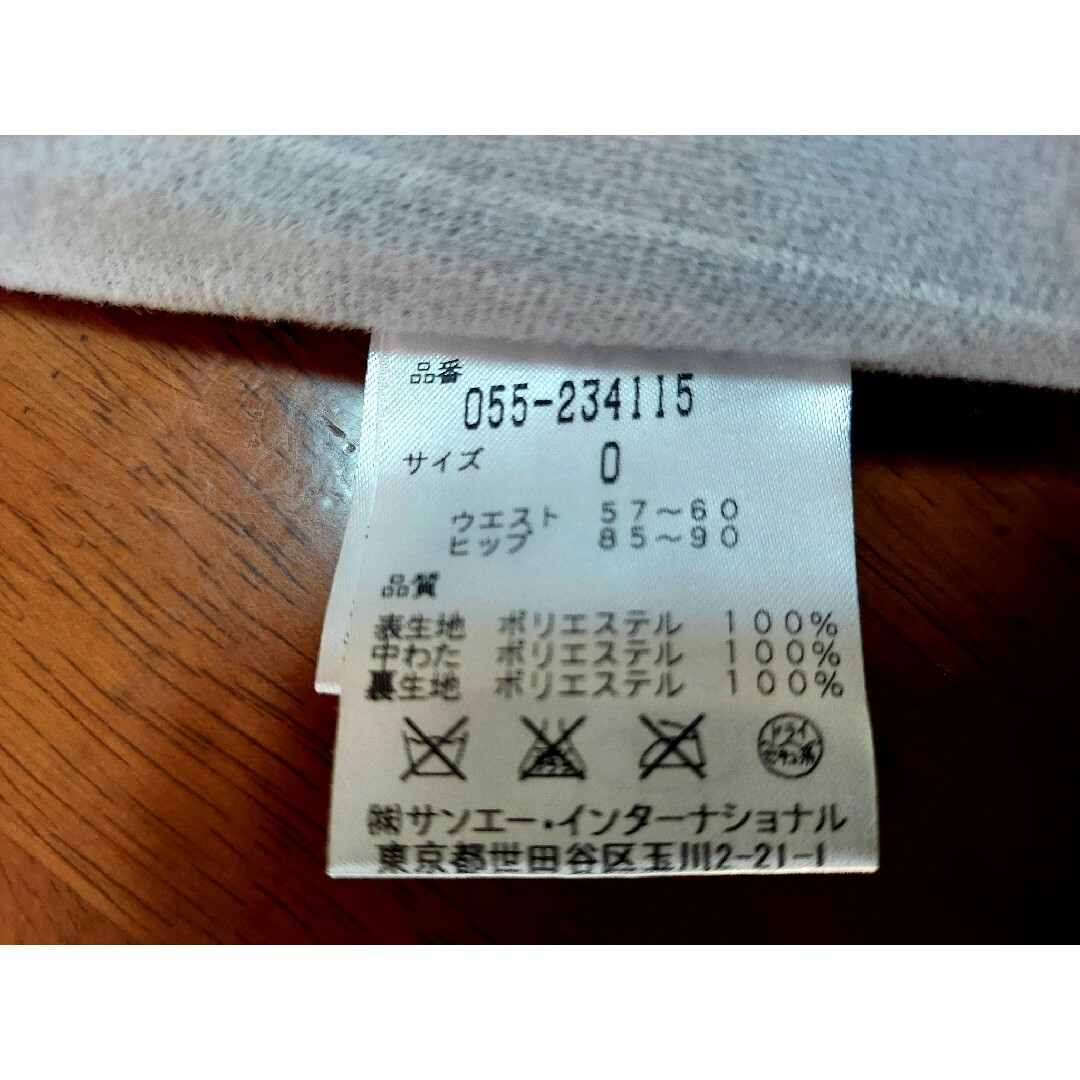 品番
055-234115
サイズ 0
ウエスト 57〜60
ヒップ 85〜90
品質
表生地 ポリエステル 100%
中わた ポリエステル 100%
裏生地 ポリエステル 100%
ドライ
セキユ系
㈱サンエー・インターナショナル
東京都世田谷区玉川2-21-1